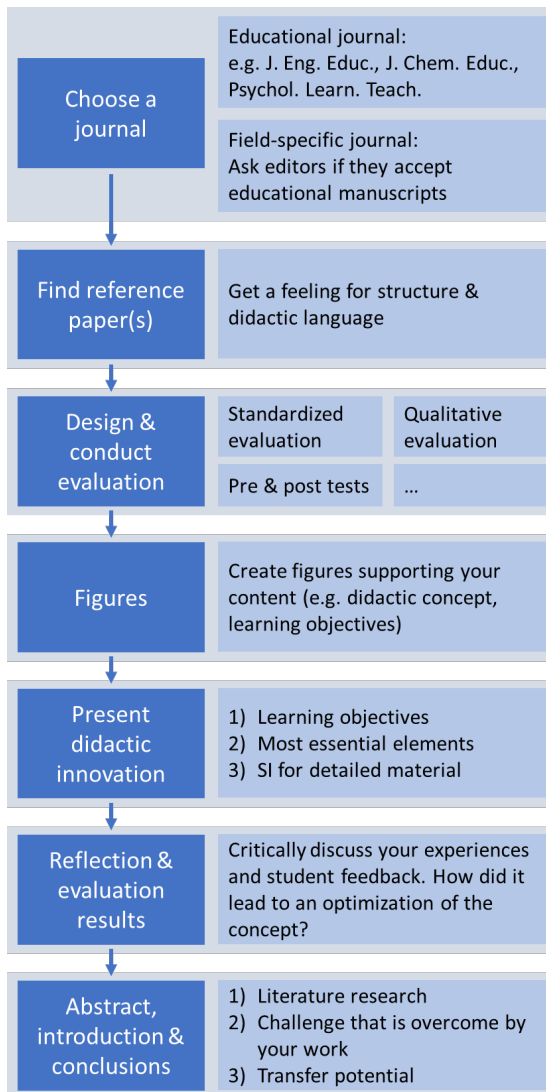 Choose a
journal
Educational journal:
e.g. J. Eng. Educ., J. Chem. Educ.,
Psychol. Learn. Teach.
Field-specific journal:
Ask editors if they accept
educational manuscripts
Find reference
paper(s)
Get a feeling for structure &
didactic language
Design &
conduct
evaluation
Standardized
evaluation
Qualitative
evaluation
Pre & post tests
...
Figures
Create figures supporting your
content (e.g. didactic concept,
learning objectives)
Present
didactic
innovation
1) Learning objectives
2) Most essential elements
3) SI for detailed material
Reflection &
evaluation
results
Critically discuss your experiences
and student feedback. How did it
lead to an optimization of the
concept?
Abstract,
introduction &
conclusions
1) Literature research
2) Challenge that is overcome by
your work
3) Transfer potential